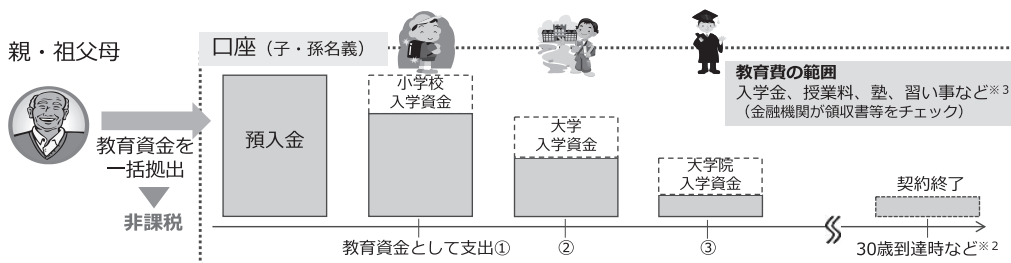 親・祖父母
教育資金を
一括拠出
非課税
口座（子・孫名義）
預入金
小学校
入学資金
大学
入学資金
大学院
入学資金
教育費の範囲
入学金、授業料、塾、習い事など※3
（金融機関が領収書等をチェック）
契約終了
教育資金として支出①
②
③
30歳到達時など※2